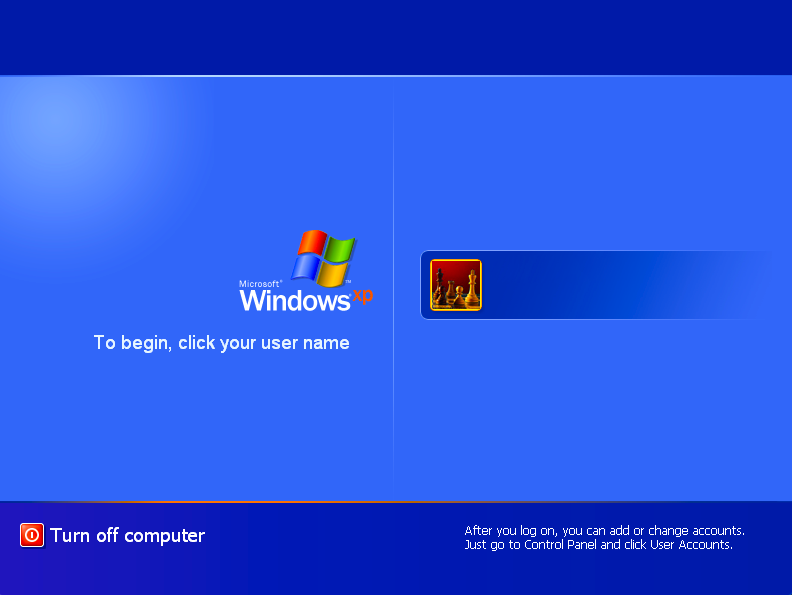 Microsoft®
Windows xp™
To begin, click your user name
Turn off computer
After you log on, you can add or change accounts.
Just go to Control Panel and click User Accounts.